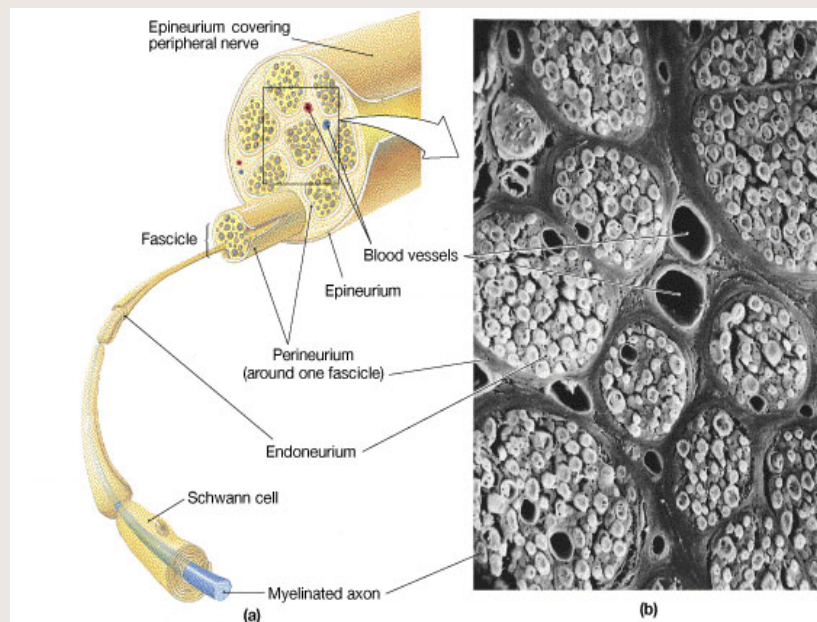 Epineurium covering
peripheral nerve
Fascicle
Blood vessels
Epineurium
Perineurium
(around one fascicle)
Endoneurium
Schwann cell
Myelinated axon
(a)
(b)